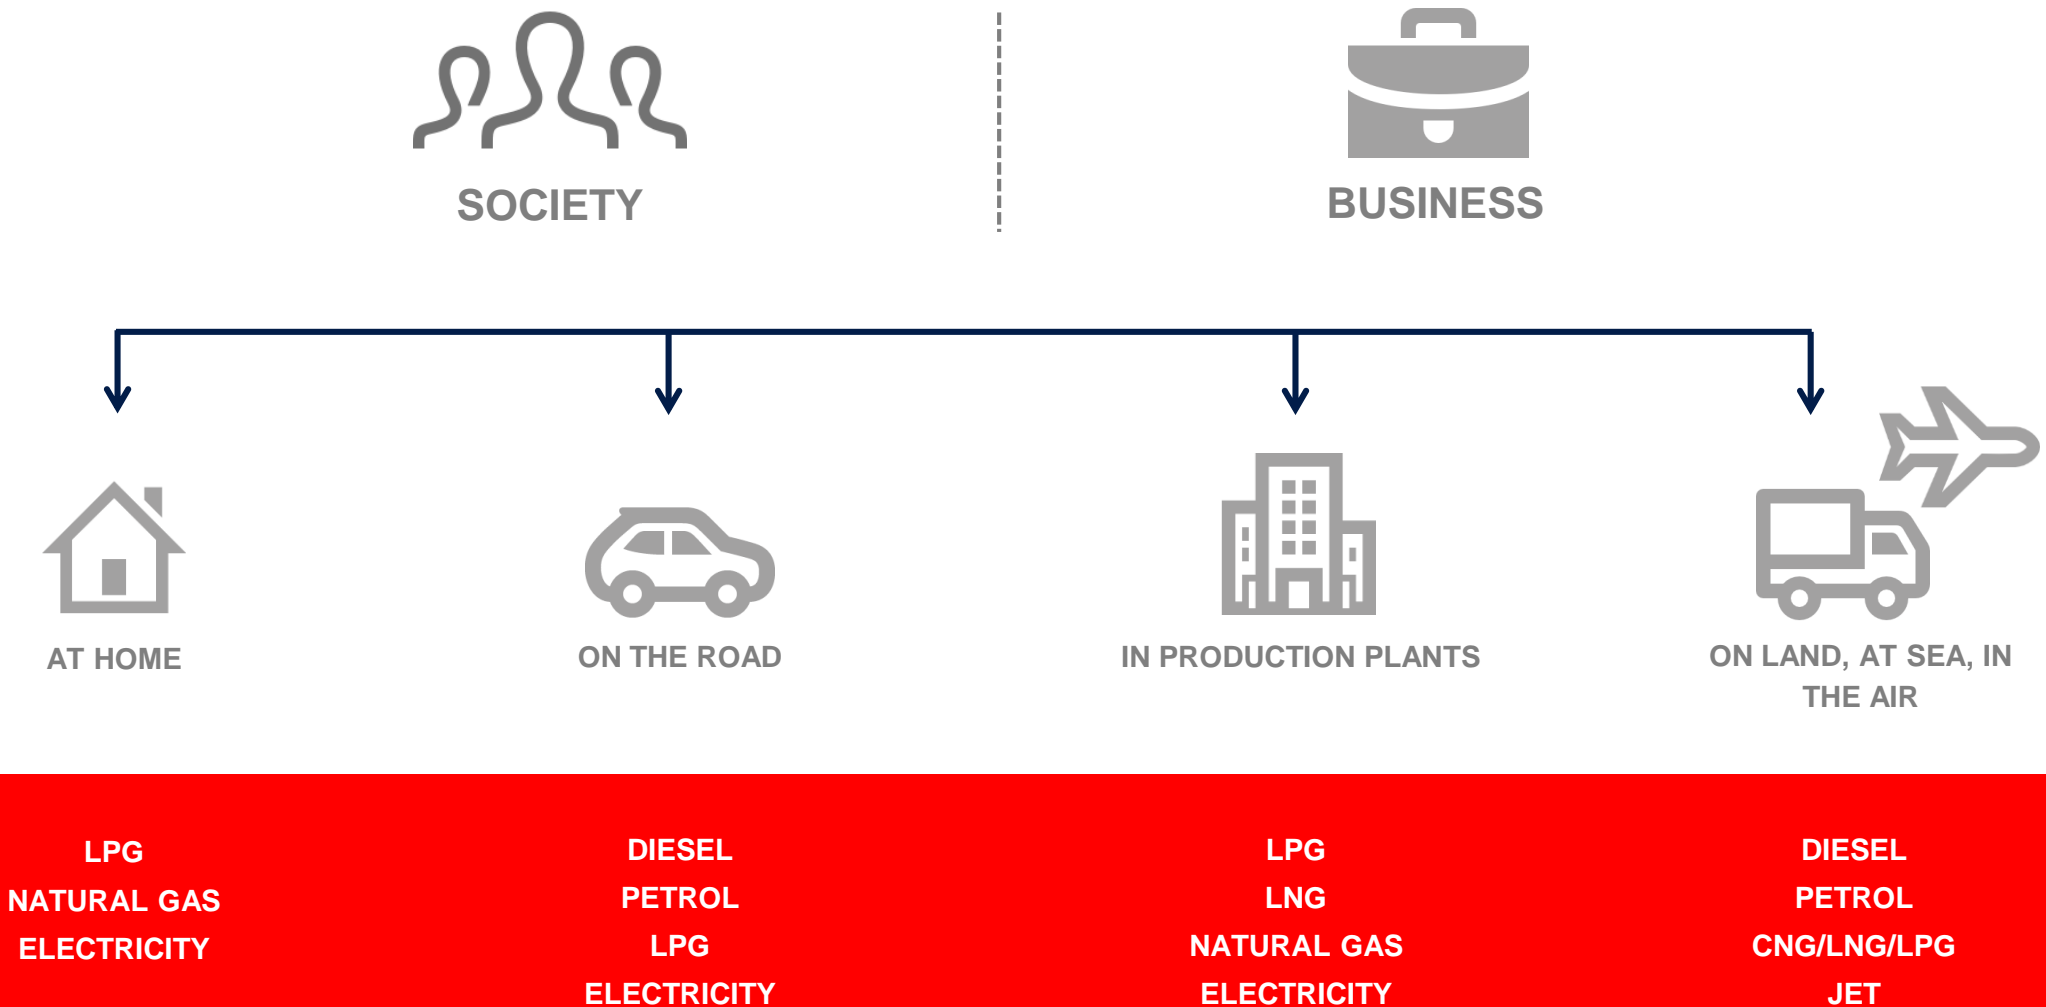 SOCIETY
BUSINESS
AT HOME
ON THE ROAD
IN PRODUCTION PLANTS
ON LAND, AT SEA, IN
THE AIR
LPG
NATURAL GAS
ELECTRICITY
DIESEL
PETROL
LPG
ELECTRICITY
LPG
LNG
NATURAL GAS
ELECTRICITY
DIESEL
PETROL
CNG/LNG/LPG
JET